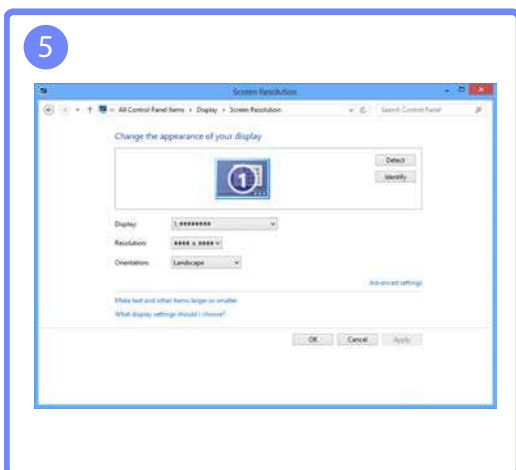 5
Screen Resolution
All Control Panel Items Display Screen Resolution Search Control Panel
Change the appearance of your display
1
Detect
Identify
Display: 1. ********
Resolution: **** x ****
Orientation: Landscape
Advanced settings
Make text and other items larger or smaller
What display settings should I choose?
OK Cancel Apply